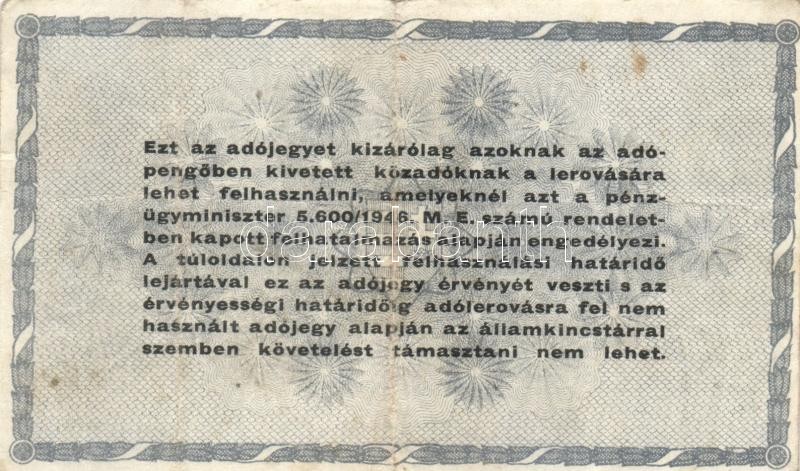 Ezt az adójegyet kizárólag azoknak az adó-
pengőben kivetett közadóknak a lerovására
lehet felhasználni, amelyeknél azt a pénz-
ügyminiszter 5.600/1946. M. E. számú rendelet-
ben kapott felhatalmazás alapján engedélyezi.
A túloldalon jelzett felhasználási határidő
lejártával ez az adójegy érvényét veszti s az
érvényességi határidőig adólerovásra fel nem
használt adójegy alapján az államkincstárral
szemben követelést támasztani nem lehet.
darabanth